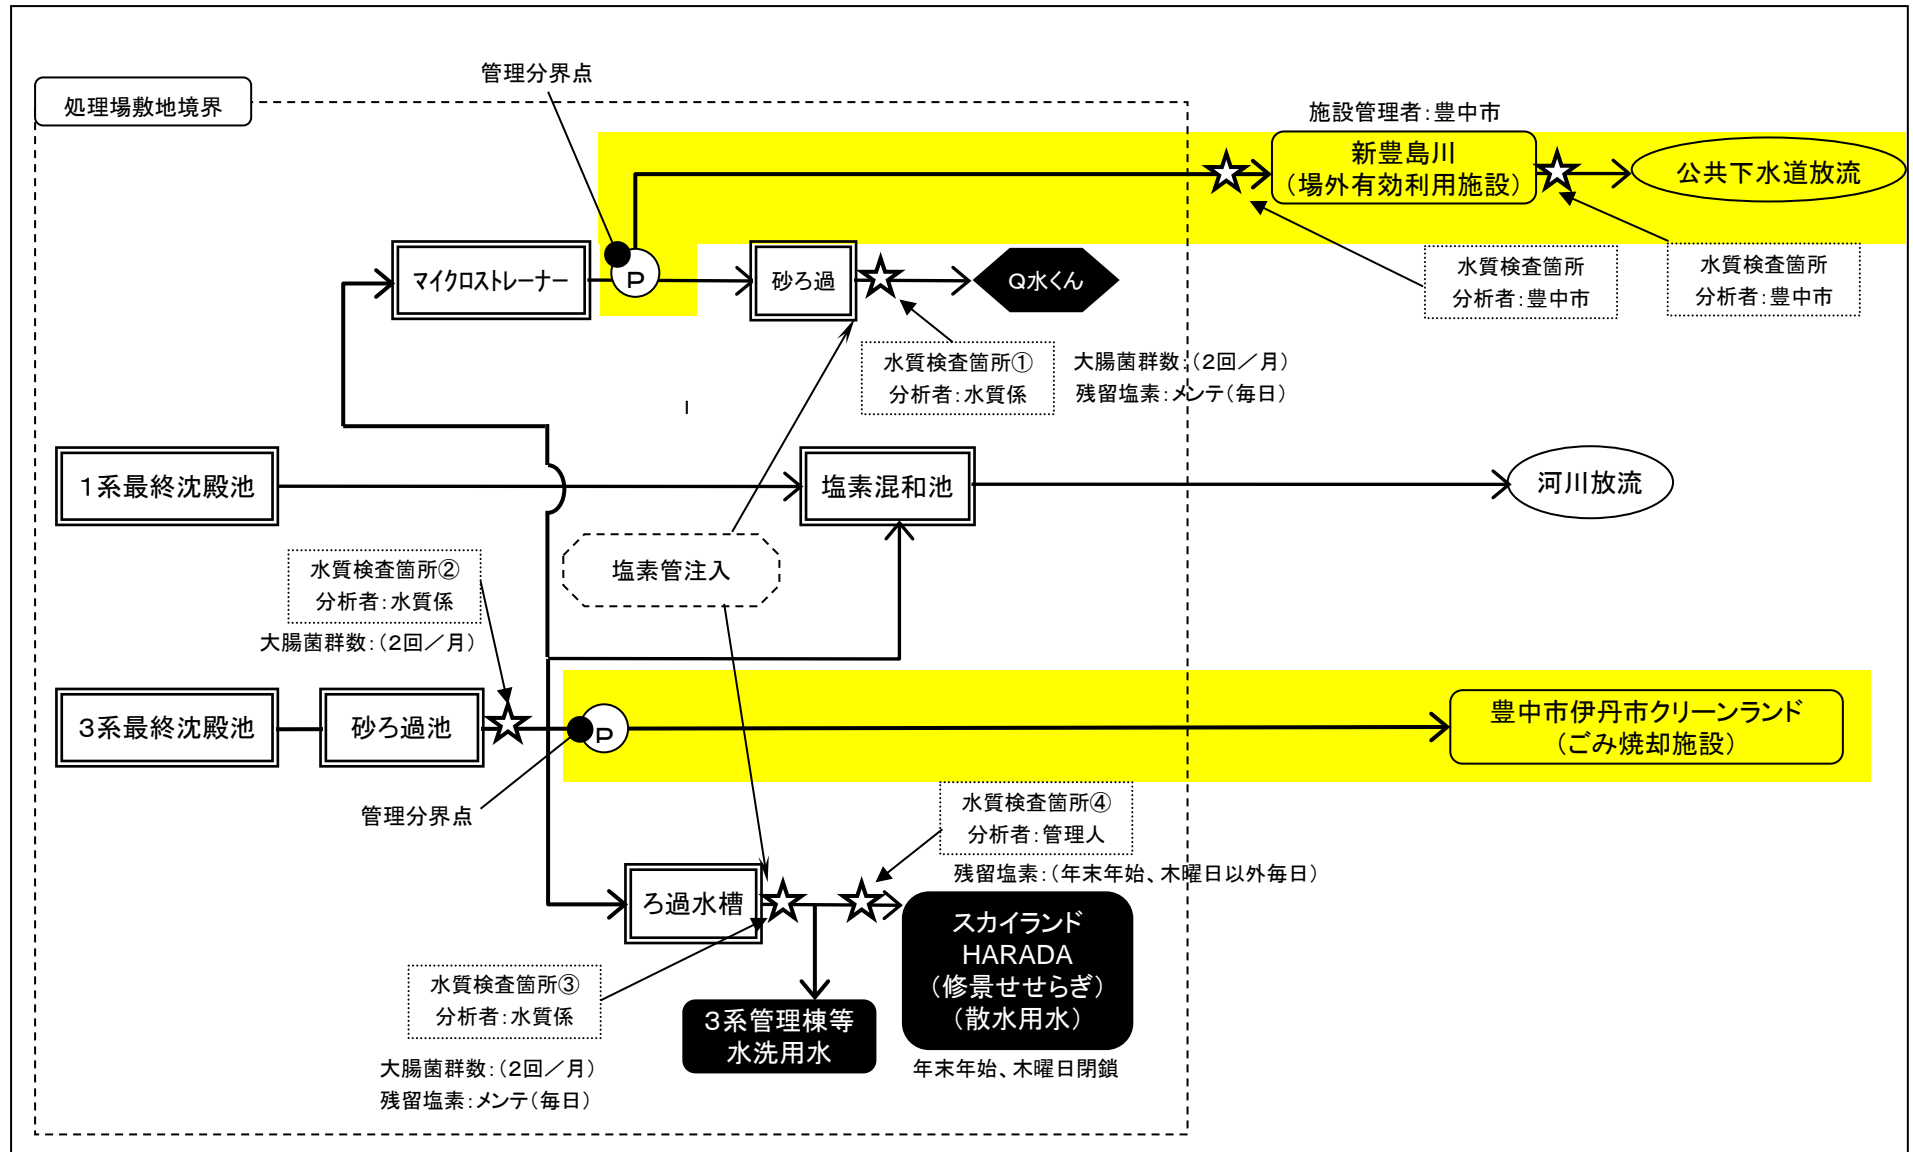 管理分界点
処理場敷地境界
施設管理者：豊中市
新豊島川
（場外有効利用施設）
公共下水道放流
マイクロストレーナー
P
砂ろ過
Q水くん
水質検査箇所
分析者：豊中市
水質検査箇所
分析者：豊中市
水質検査箇所①
分析者：水質係
大腸菌群数：（2回／月）
残留塩素：メンテ（毎日）
1系最終沈殿池
塩素混和池
河川放流
水質検査箇所②
分析者：水質係
大腸菌群数：（2回／月）
塩素管注入
3系最終沈殿池
砂ろ過池
P
豊中市伊丹市クリーンランド
（ごみ焼却施設）
管理分界点
水質検査箇所④
分析者：管理人
残留塩素：（年末年始、木曜日以外毎日）
ろ過水槽
スカイランド
HARADA
（修景せせらぎ）
（散水用水）
年末年始、木曜日閉鎖
水質検査箇所③
分析者：水質係
大腸菌群数：（2回／月）
残留塩素：メンテ（毎日）
3系管理棟等
水洗用水